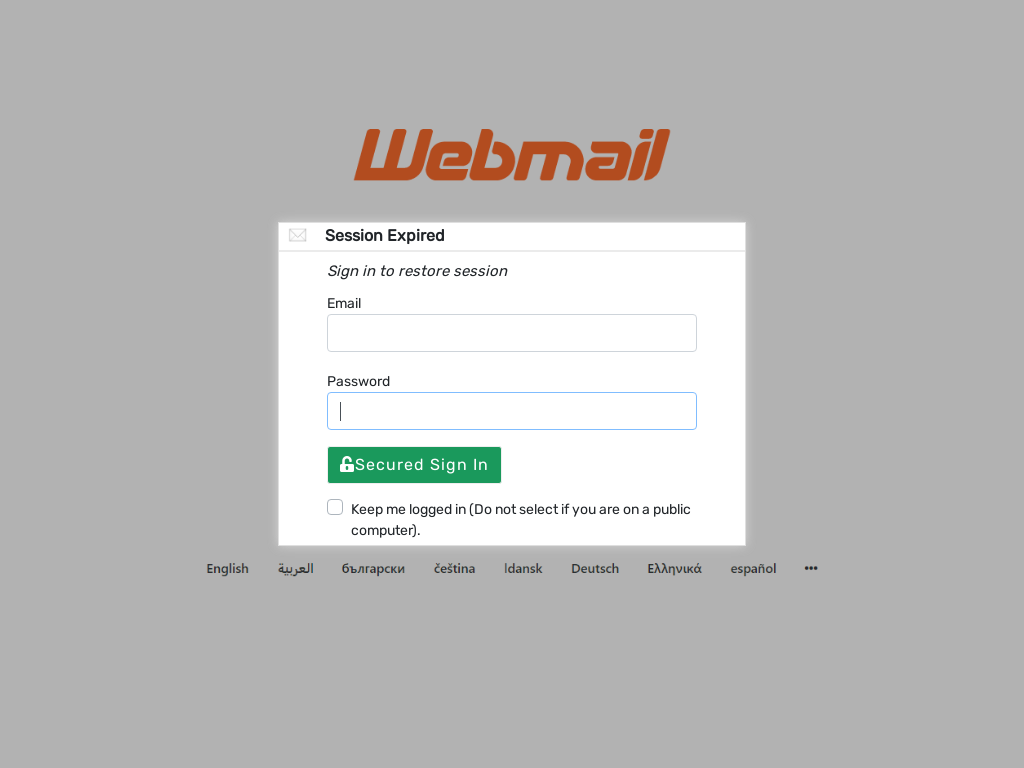 Webmail
Session Expired
Sign in to restore session
Email
Password
Secured Sign In
Keep me logged in (Do not select if you are on a public
computer).
English العربية български čeština ldansk Deutsch Ελληνικά español •••